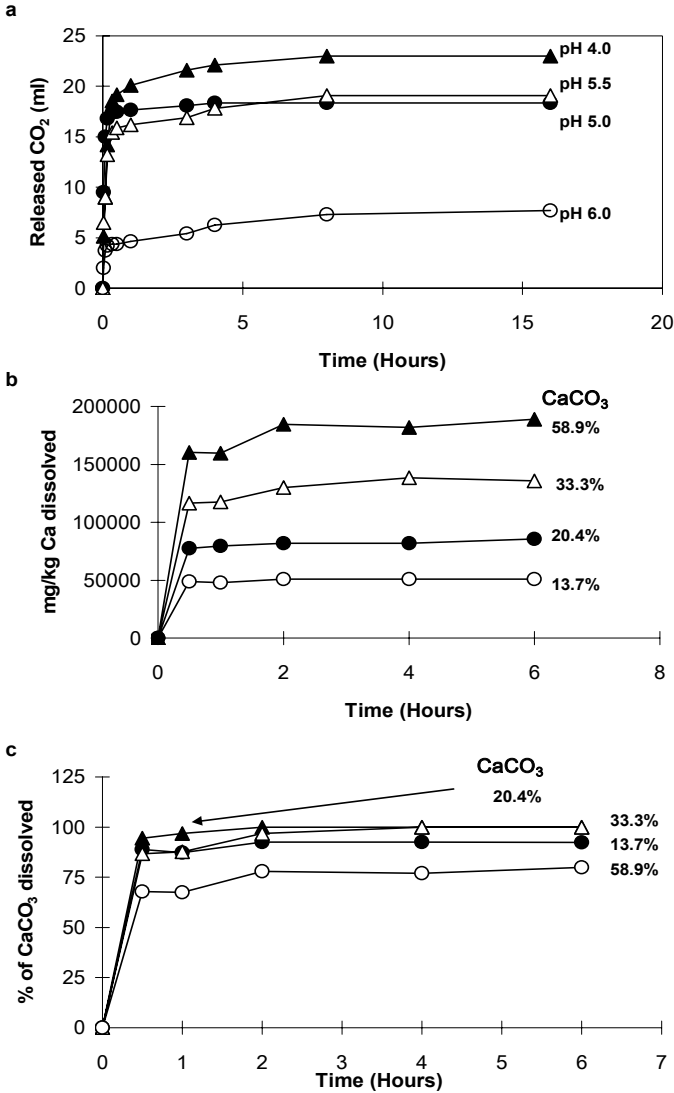 a
25
20
15
10
5
0
Released CO2 (ml)
pH 4.0
pH 5.5
pH 5.0
pH 6.0
0 5 10 15 20
Time (Hours)
b
200000
150000
100000
50000
0
mg/kg Ca dissolved
CaCO3
58.9%
33.3%
20.4%
13.7%
0 2 4 6 8
Time (Hours)
c
125
100
75
50
25
0
% of CaCO3 dissolved
CaCO3
20.4%
33.3%
13.7%
58.9%
0 1 2 3 4 5 6 7
Time (Hours)